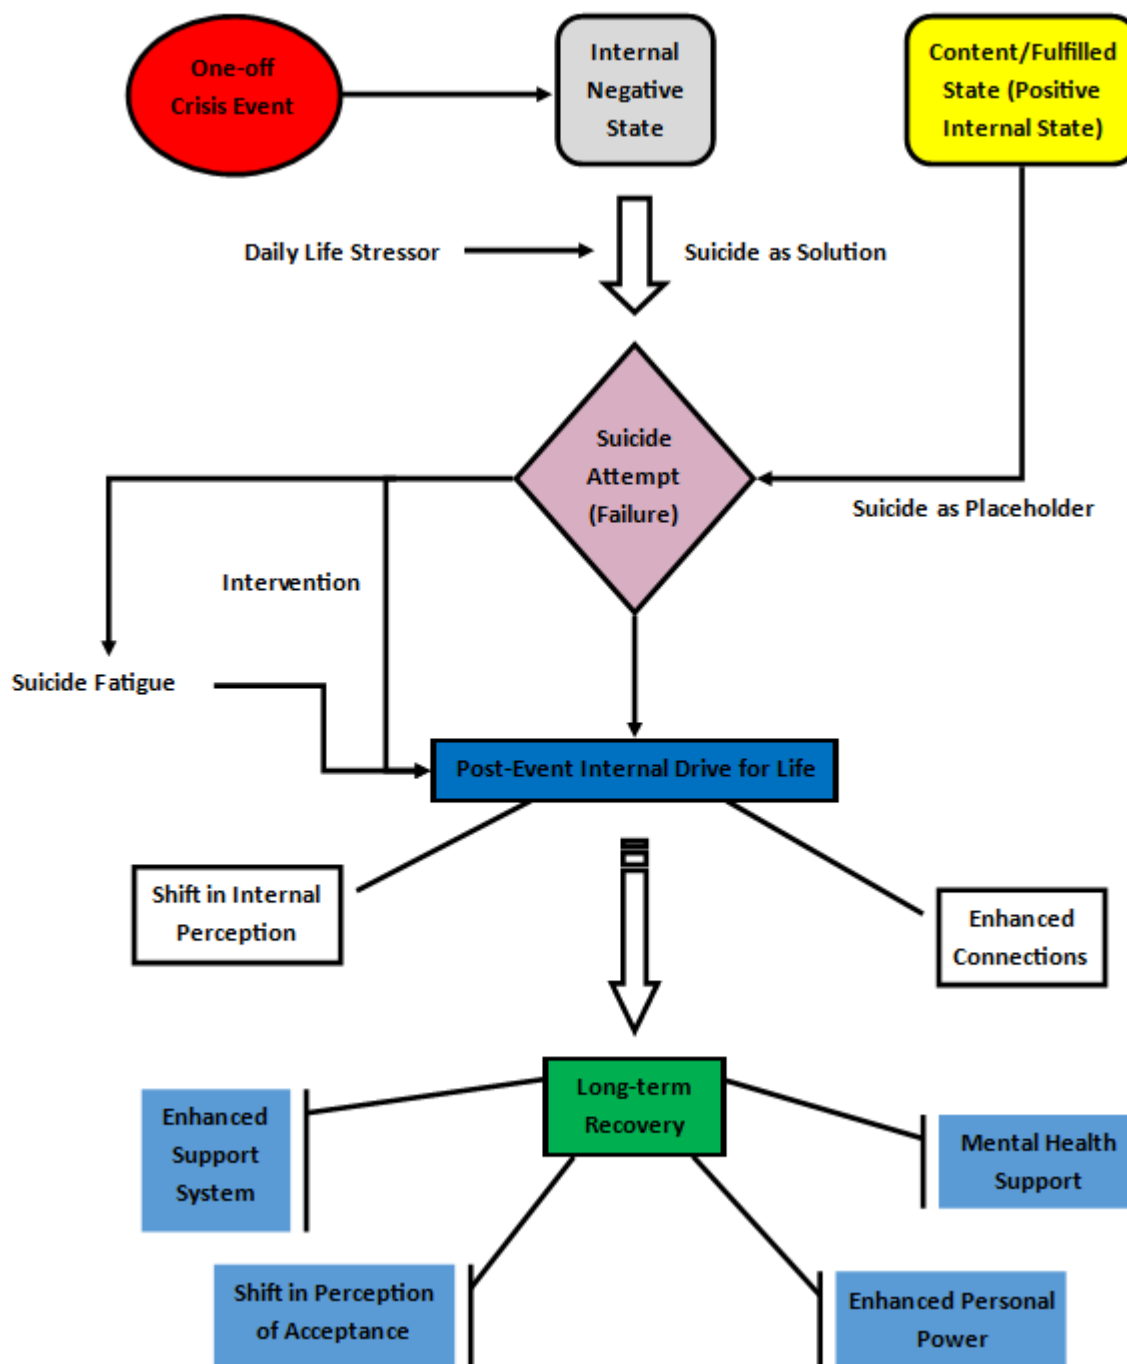 One-off
Crisis Event
Internal
Negative
State
Content/Fulfilled
State (Positive
Internal State)
Daily Life Stressor
Suicide as Solution
Suicide
Attempt
(Failure)
Suicide as Placeholder
Intervention
Suicide Fatigue
Post-Event Internal Drive for Life
Shift in Internal
Perception
Enhanced
Connections
Long-term
Recovery
Enhanced
Support
System
Mental Health
Support
Shift in Perception
of Acceptance
Enhanced Personal
Power